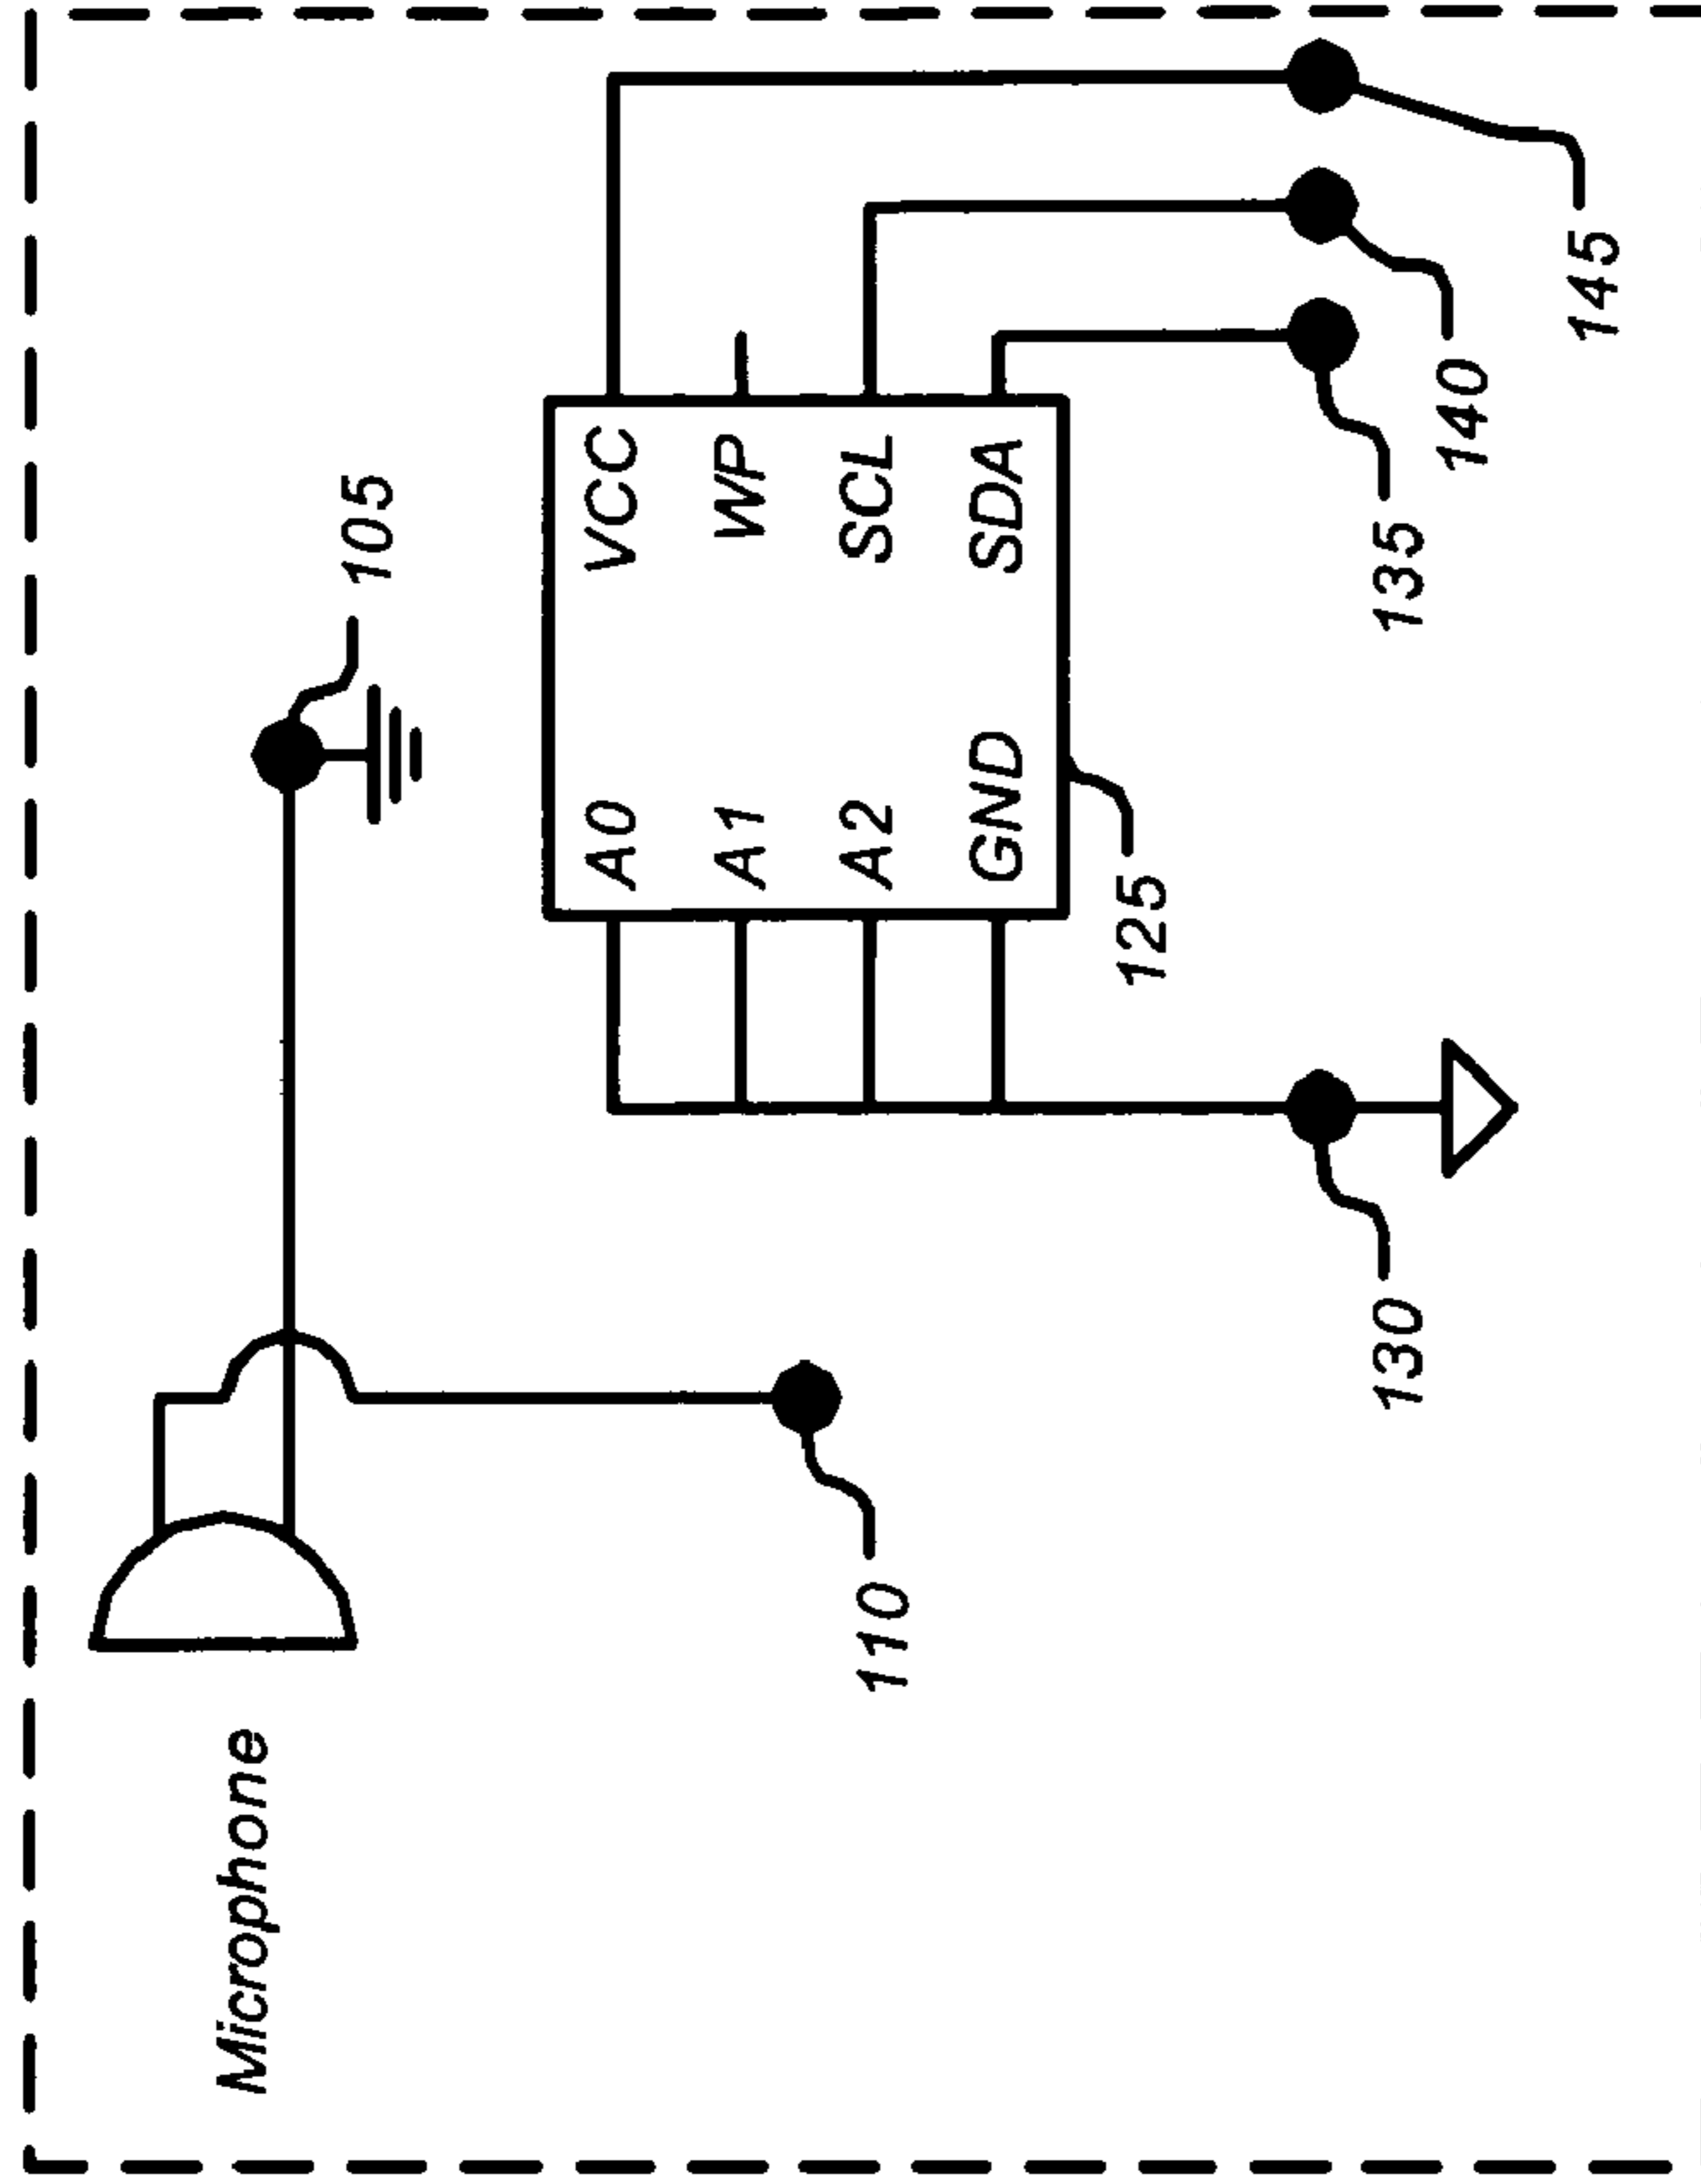 Microphone
105
110
A0 VCC
A1 WP
A2 SCL
GND SDA
125
130
135
140
145